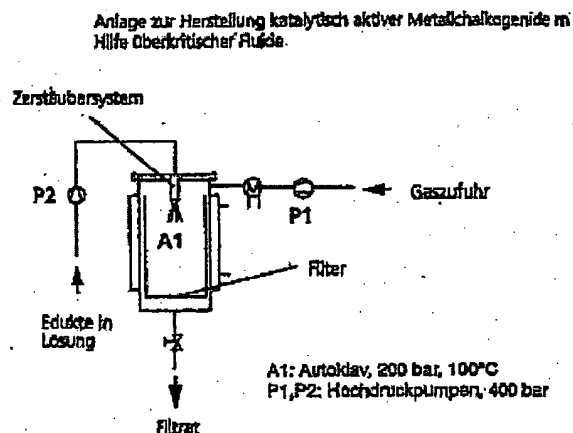 Anlage zur Herstellung katalytisch aktiver Metallchalkogenide m
Hilfe überkritischer Fluide
Zerstäubersystem
P2
A1
P1
Gaszufuhr
Filter
Edukte in
Lösung
A1: Autoklav, 200 bar, 100°C
P1,P2: Hochdruckpumpen, 400 bar
Filtrat